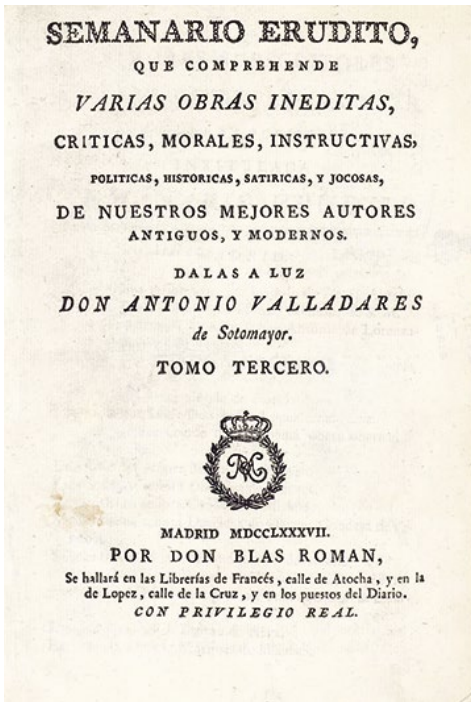 SEMANARIO ERUDITO,
QUE COMPREHENDE
VARIAS OBRAS INEDITAS,
CRITICAS, MORALES, INSTRUCTIVAS,
POLITICAS, HISTORICAS, SATIRICAS, Y JOCOSAS,
DE NUESTROS MEJORES AUTORES
ANTIGUOS, Y MODERNOS.
DALAS A LUZ
DON ANTONIO VALLADARES
de Sotomayor.
TOMO TERCERO.
MADRID MDCCLXXXVII.
POR DON BLAS ROMAN,
Se hallará en las Librerías de Francés, calle de Atocha, y en la
de Lopez, calle de la Cruz, y en los puestos del Diario.
CON PRIVILEGIO REAL.